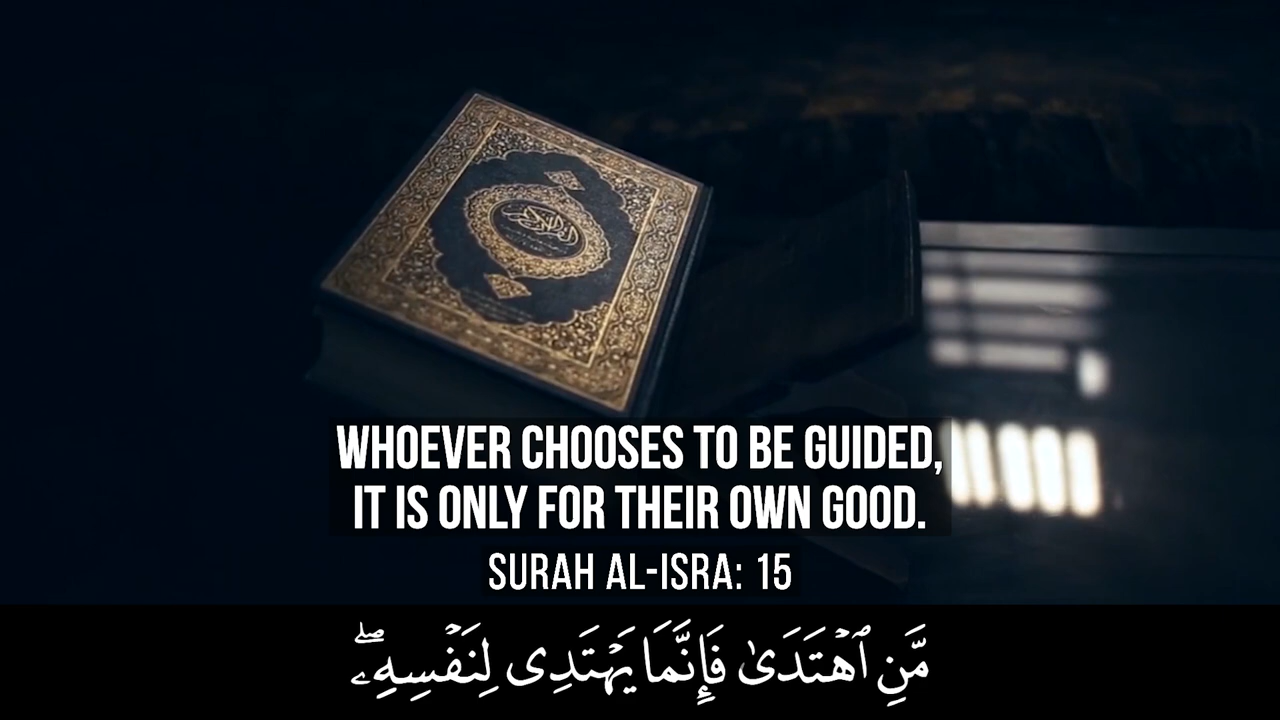 WHOEVER CHOOSES TO BE GUIDED,
IT IS ONLY FOR THEIR OWN GOOD.
SURAH AL-ISRA: 15
مَّنِ ٱهْتَدَىٰ فَإِنَّمَا يَهْتَدِى لِنَفْسِهِۦ ۖ